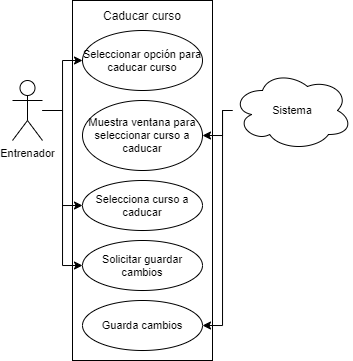 Caducar curso
Seleccionar opción para
caducar curso
Muestra ventana para
seleccionar curso a
caducar
Sistema
Entrenador
Selecciona curso a
caducar
Solicitar guardar
cambios
Guarda cambios